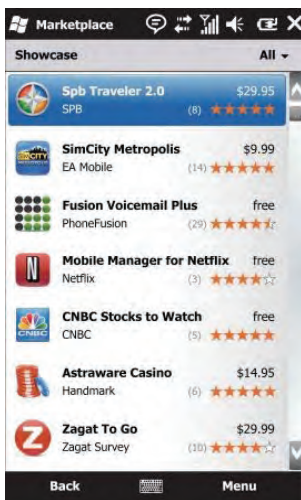 Marketplace
Showcase All
Spb Traveler 2.0 $29.95
SPB (8)
SimCity Metropolis $9.99
EA Mobile (14)
Fusion Voicemail Plus free
PhoneFusion (29)
Mobile Manager for Netflix free
N
Netflix (3)
CNBC Stocks to Watch free
CNBC (5)
Astraware Casino $14.95
Handmark (6)
Zagat To Go $29.99
Z
Zagat Survey (10)
Back Menu